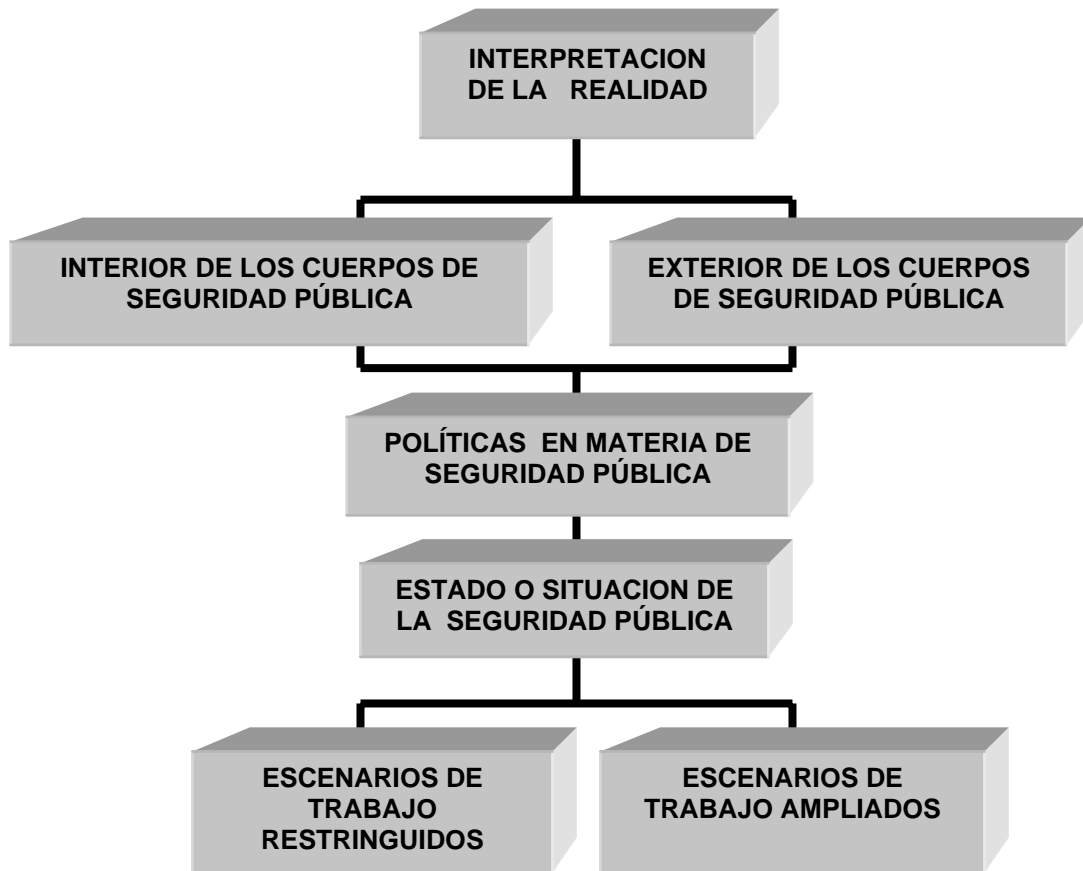 INTERPRETACION
DE LA REALIDAD
INTERIOR DE LOS CUERPOS DE
SEGURIDAD PÚBLICA
EXTERIOR DE LOS CUERPOS
DE SEGURIDAD PÚBLICA
POLÍTICAS EN MATERIA DE
SEGURIDAD PÚBLICA
ESTADO O SITUACION DE
LA SEGURIDAD PÚBLICA
ESCENARIOS DE
TRABAJO
RESTRINGUIDOS
ESCENARIOS DE
TRABAJO AMPLIADOS